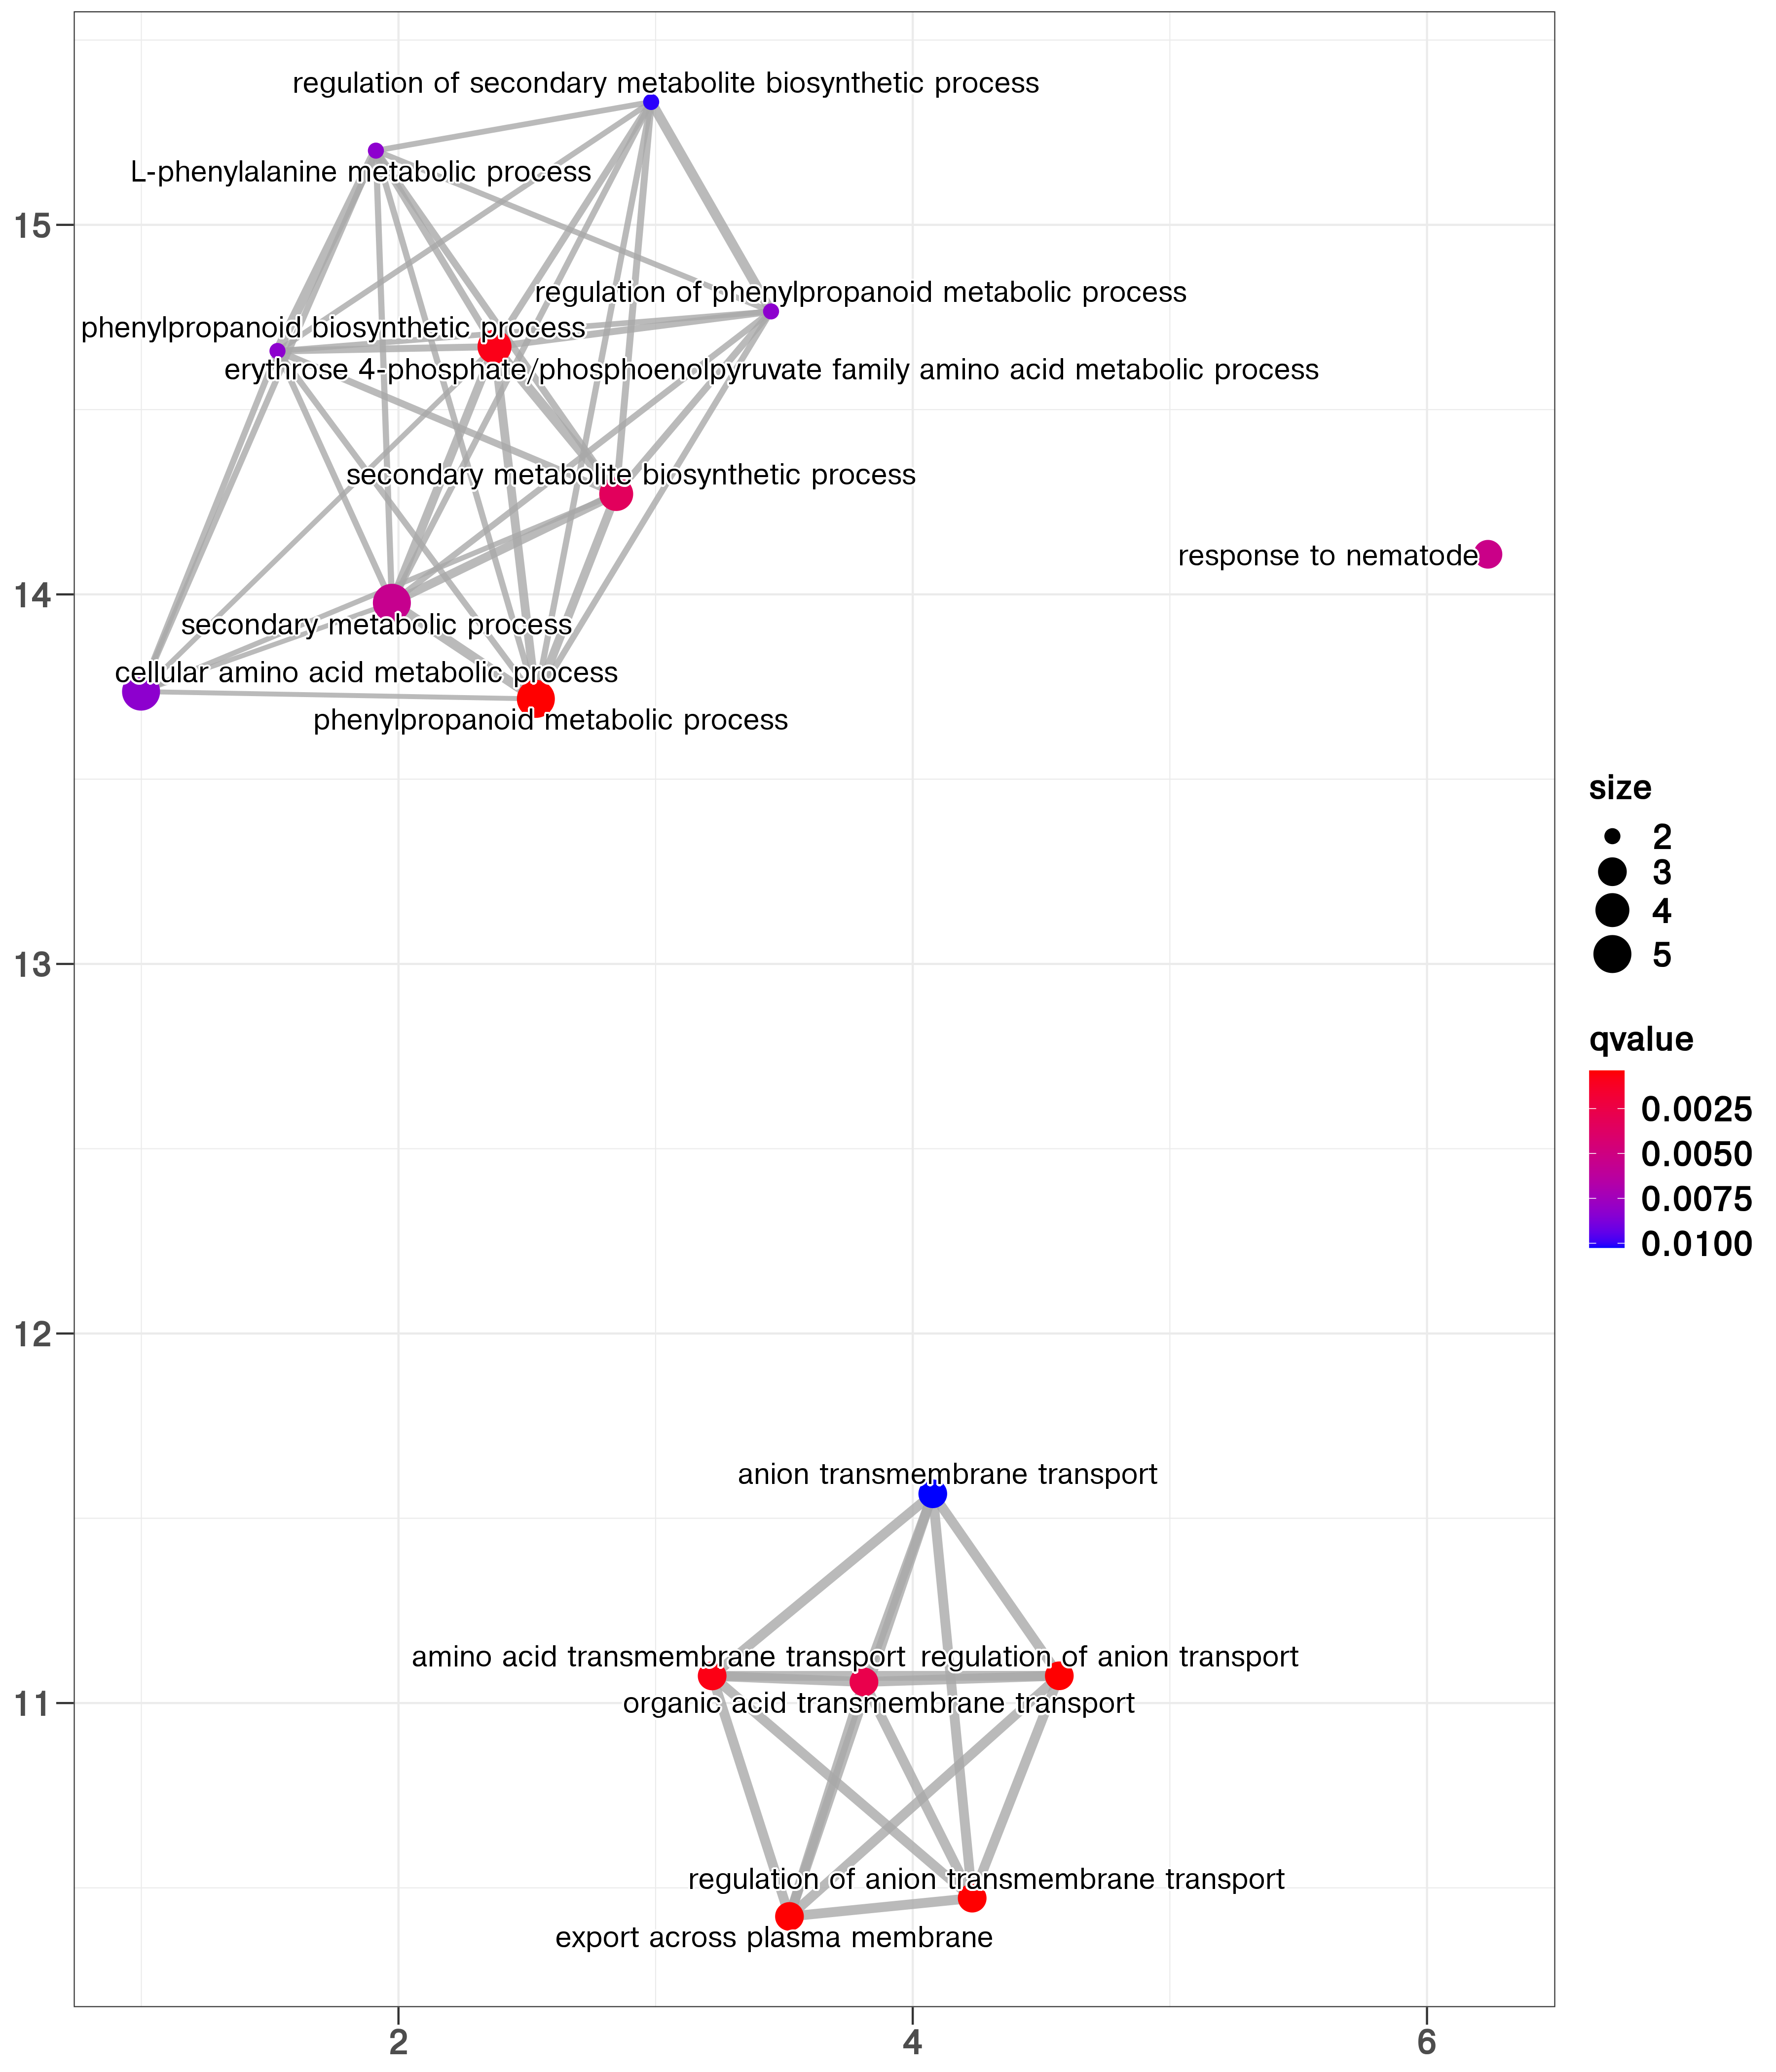 regulation of secondary metabolite biosynthetic process
L-phenylalanine metabolic process
15
regulation of phenylpropanoid metabolic process
phenylpropanoid biosynthetic process
erythrose 4-phosphate/phosphoenolpyruvate family amino acid metabolic process
secondary metabolite biosynthetic process
response to nematode
14
secondary metabolic process
cellular amino acid metabolic process
phenylpropanoid metabolic process
size
2
3
4
5
13
qvalue
0.0025
0.0050
0.0075
0.0100
12
anion transmembrane transport
amino acid transmembrane transport
regulation of anion transport
11
organic acid transmembrane transport
regulation of anion transmembrane transport
export across plasma membrane
2
4
6